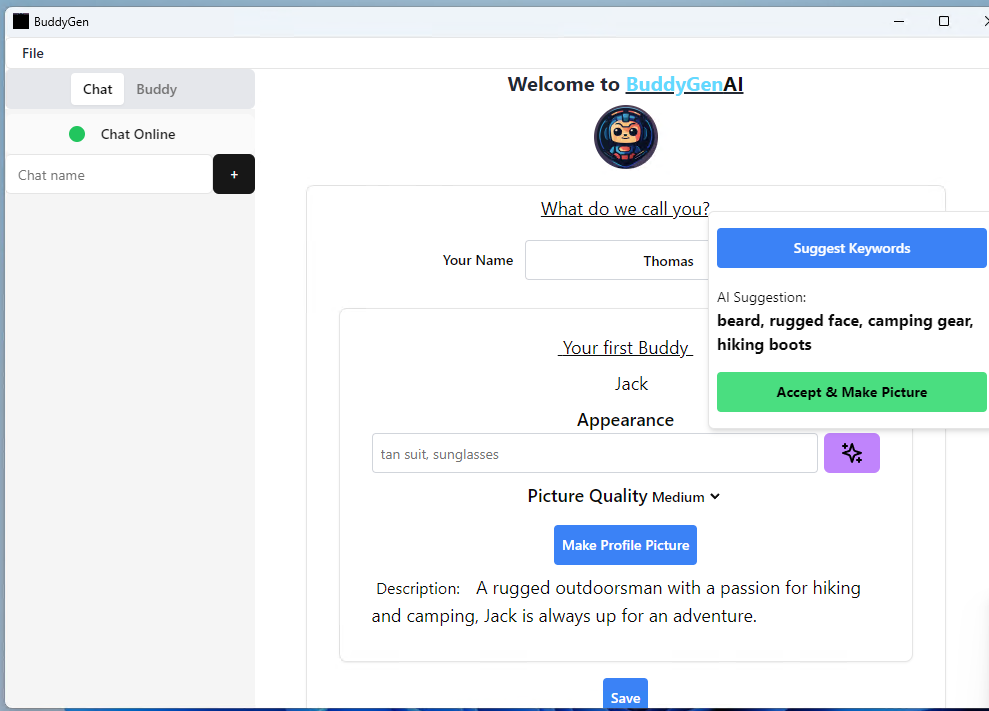 BuddyGen
File
Chat Buddy
Chat Online
Chat name +
Welcome to BuddyGenAI
What do we call you?
Your Name Thomas
Your first Buddy
Jack
Appearance
tan suit, sunglasses
Picture Quality Medium
Make Profile Picture
Description: A rugged outdoorsman with a passion for hiking
and camping, Jack is always up for an adventure.
Save
Suggest Keywords
AI Suggestion:
beard, rugged face, camping gear,
hiking boots
Accept & Make Picture